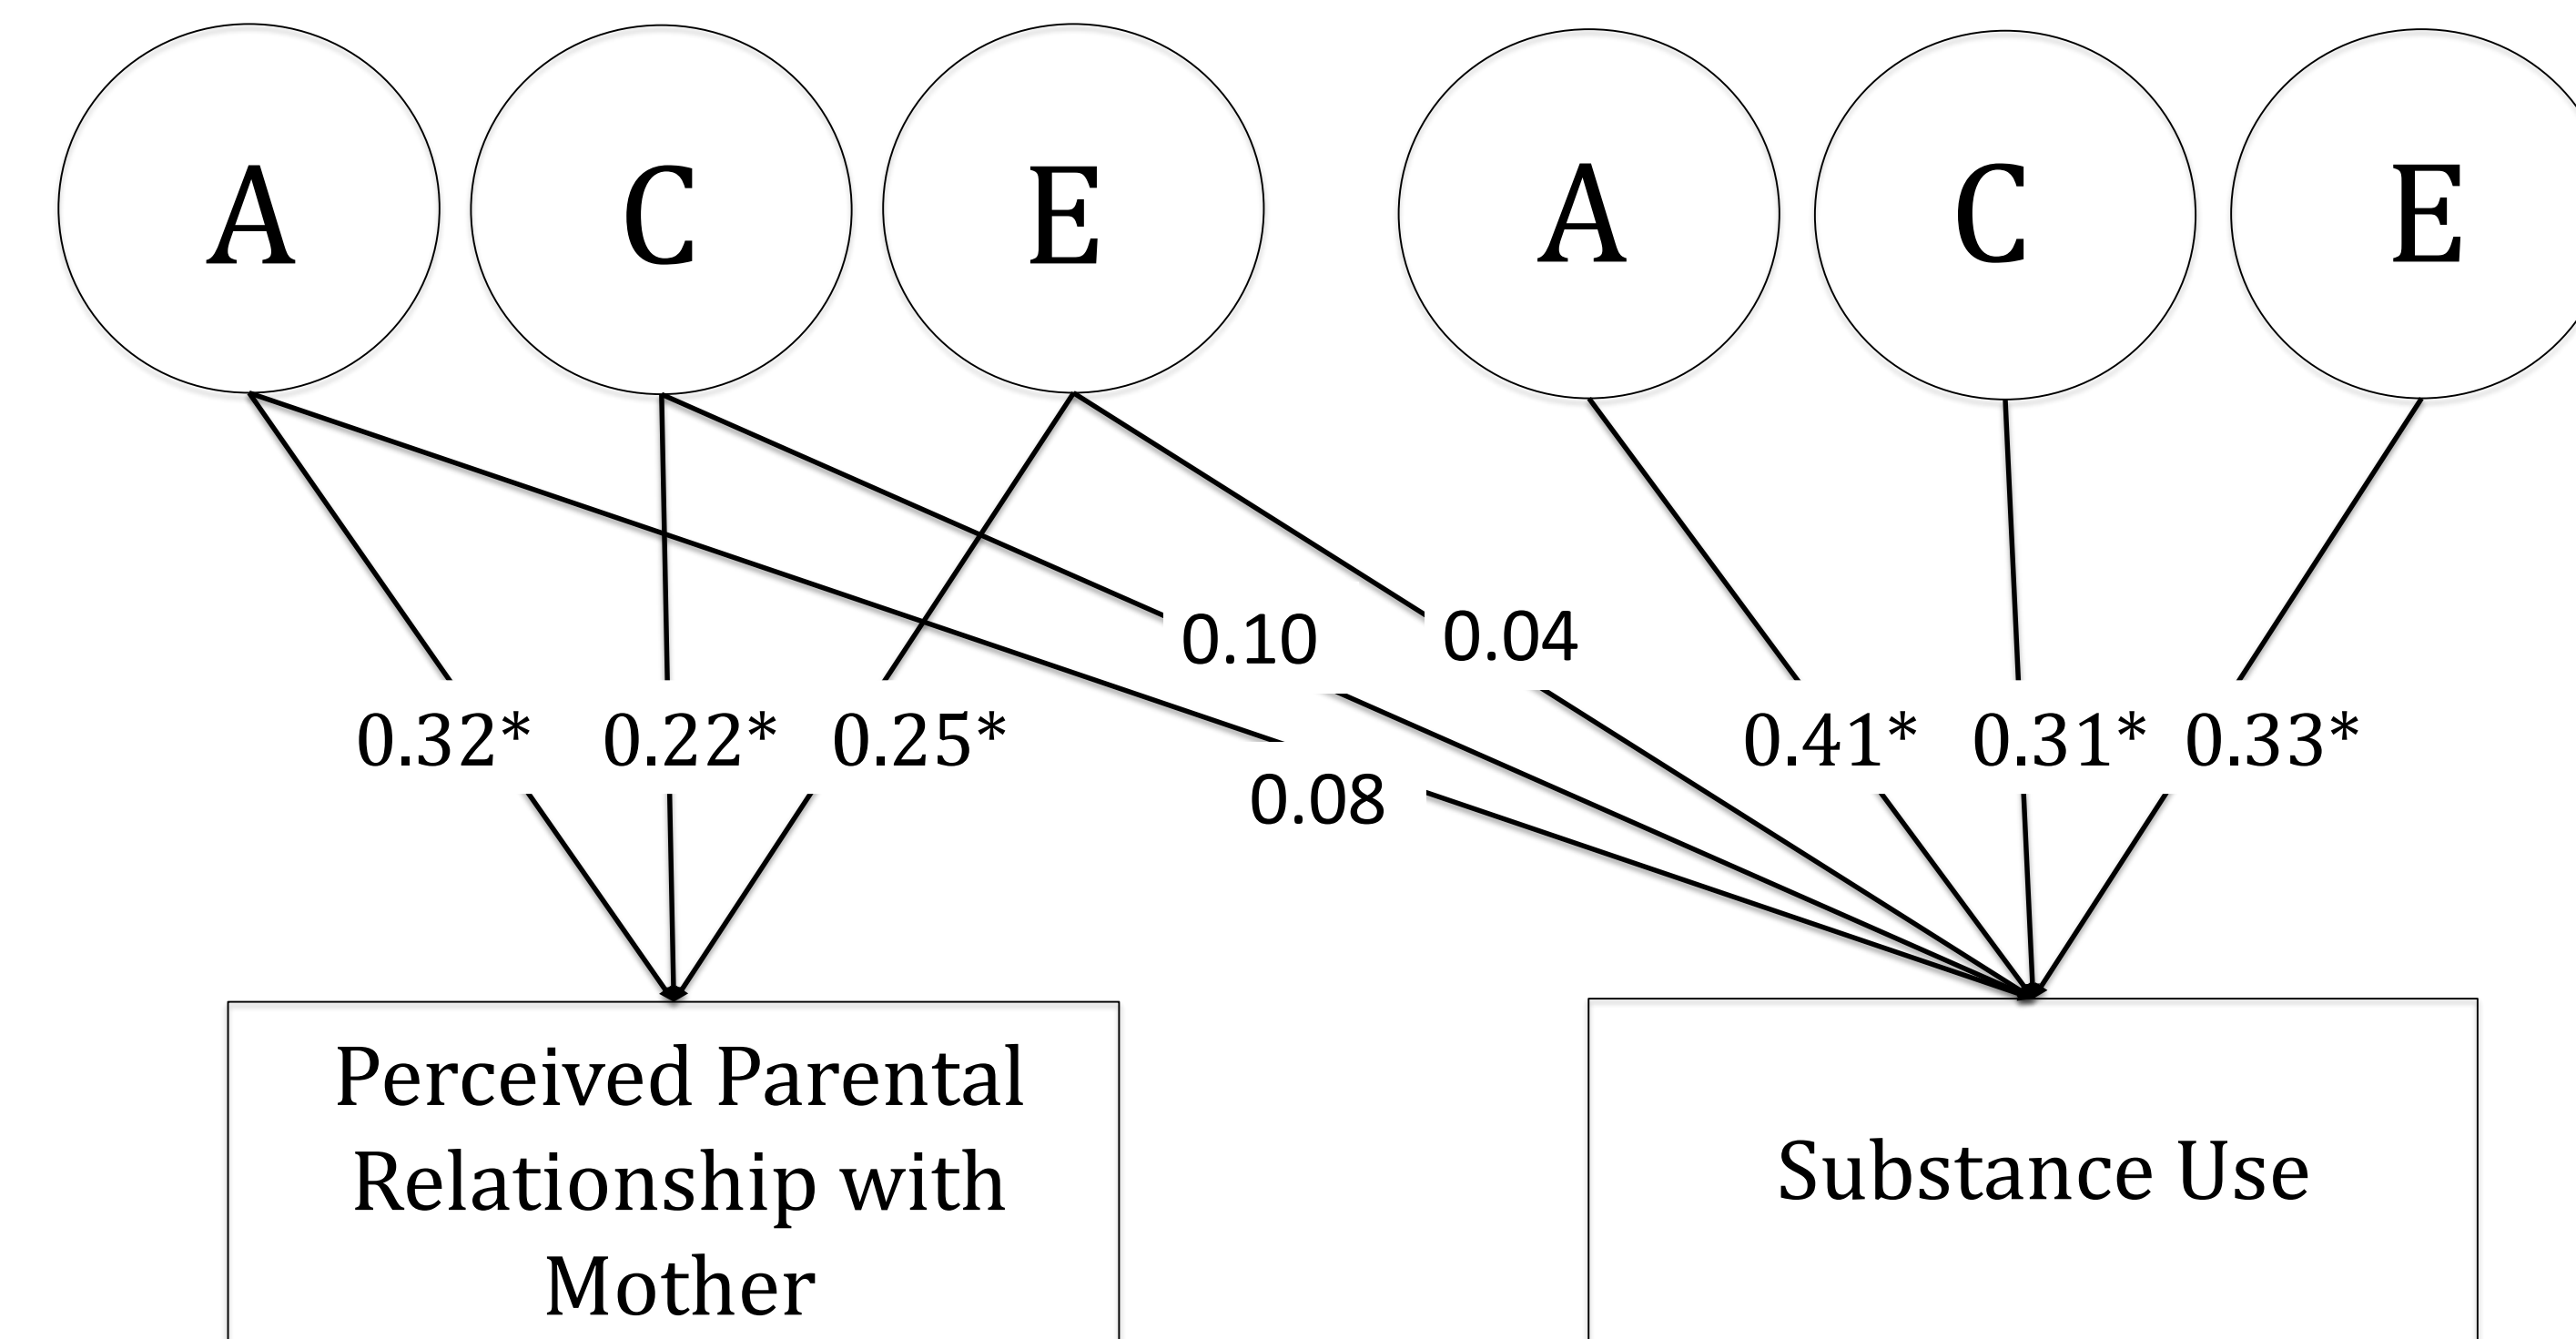 A C E A C E
0.10 0.04
0.32* 0.22* 0.25* 0.41* 0.31* 0.33*
0.08
Perceived Parental
Relationship with
Mother
Substance Use